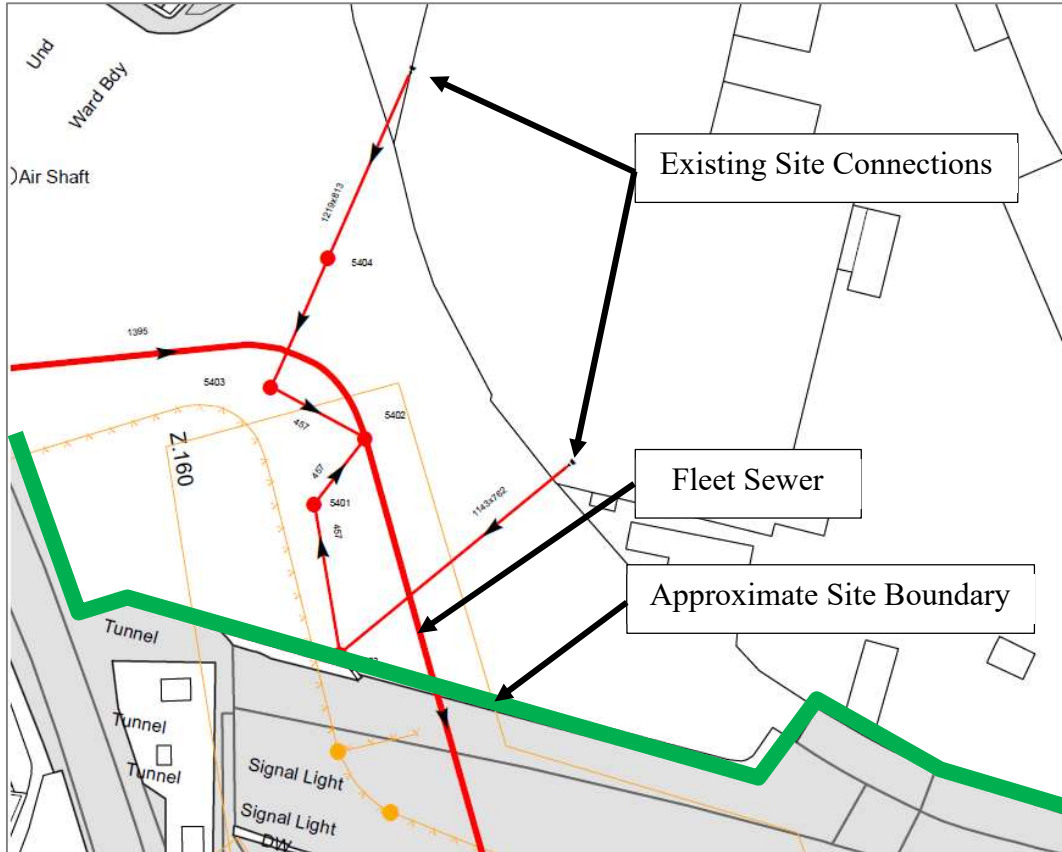 Und
Ward Bdy
Air Shaft
Existing Site Connections
1219x813
5404
1395
5403
5402
457
Z.160
457
Fleet Sewer
5401
1143x762
457
Approximate Site Boundary
Tunnel
Tunnel
Tunnel
Signal Light
Signal Light
DW